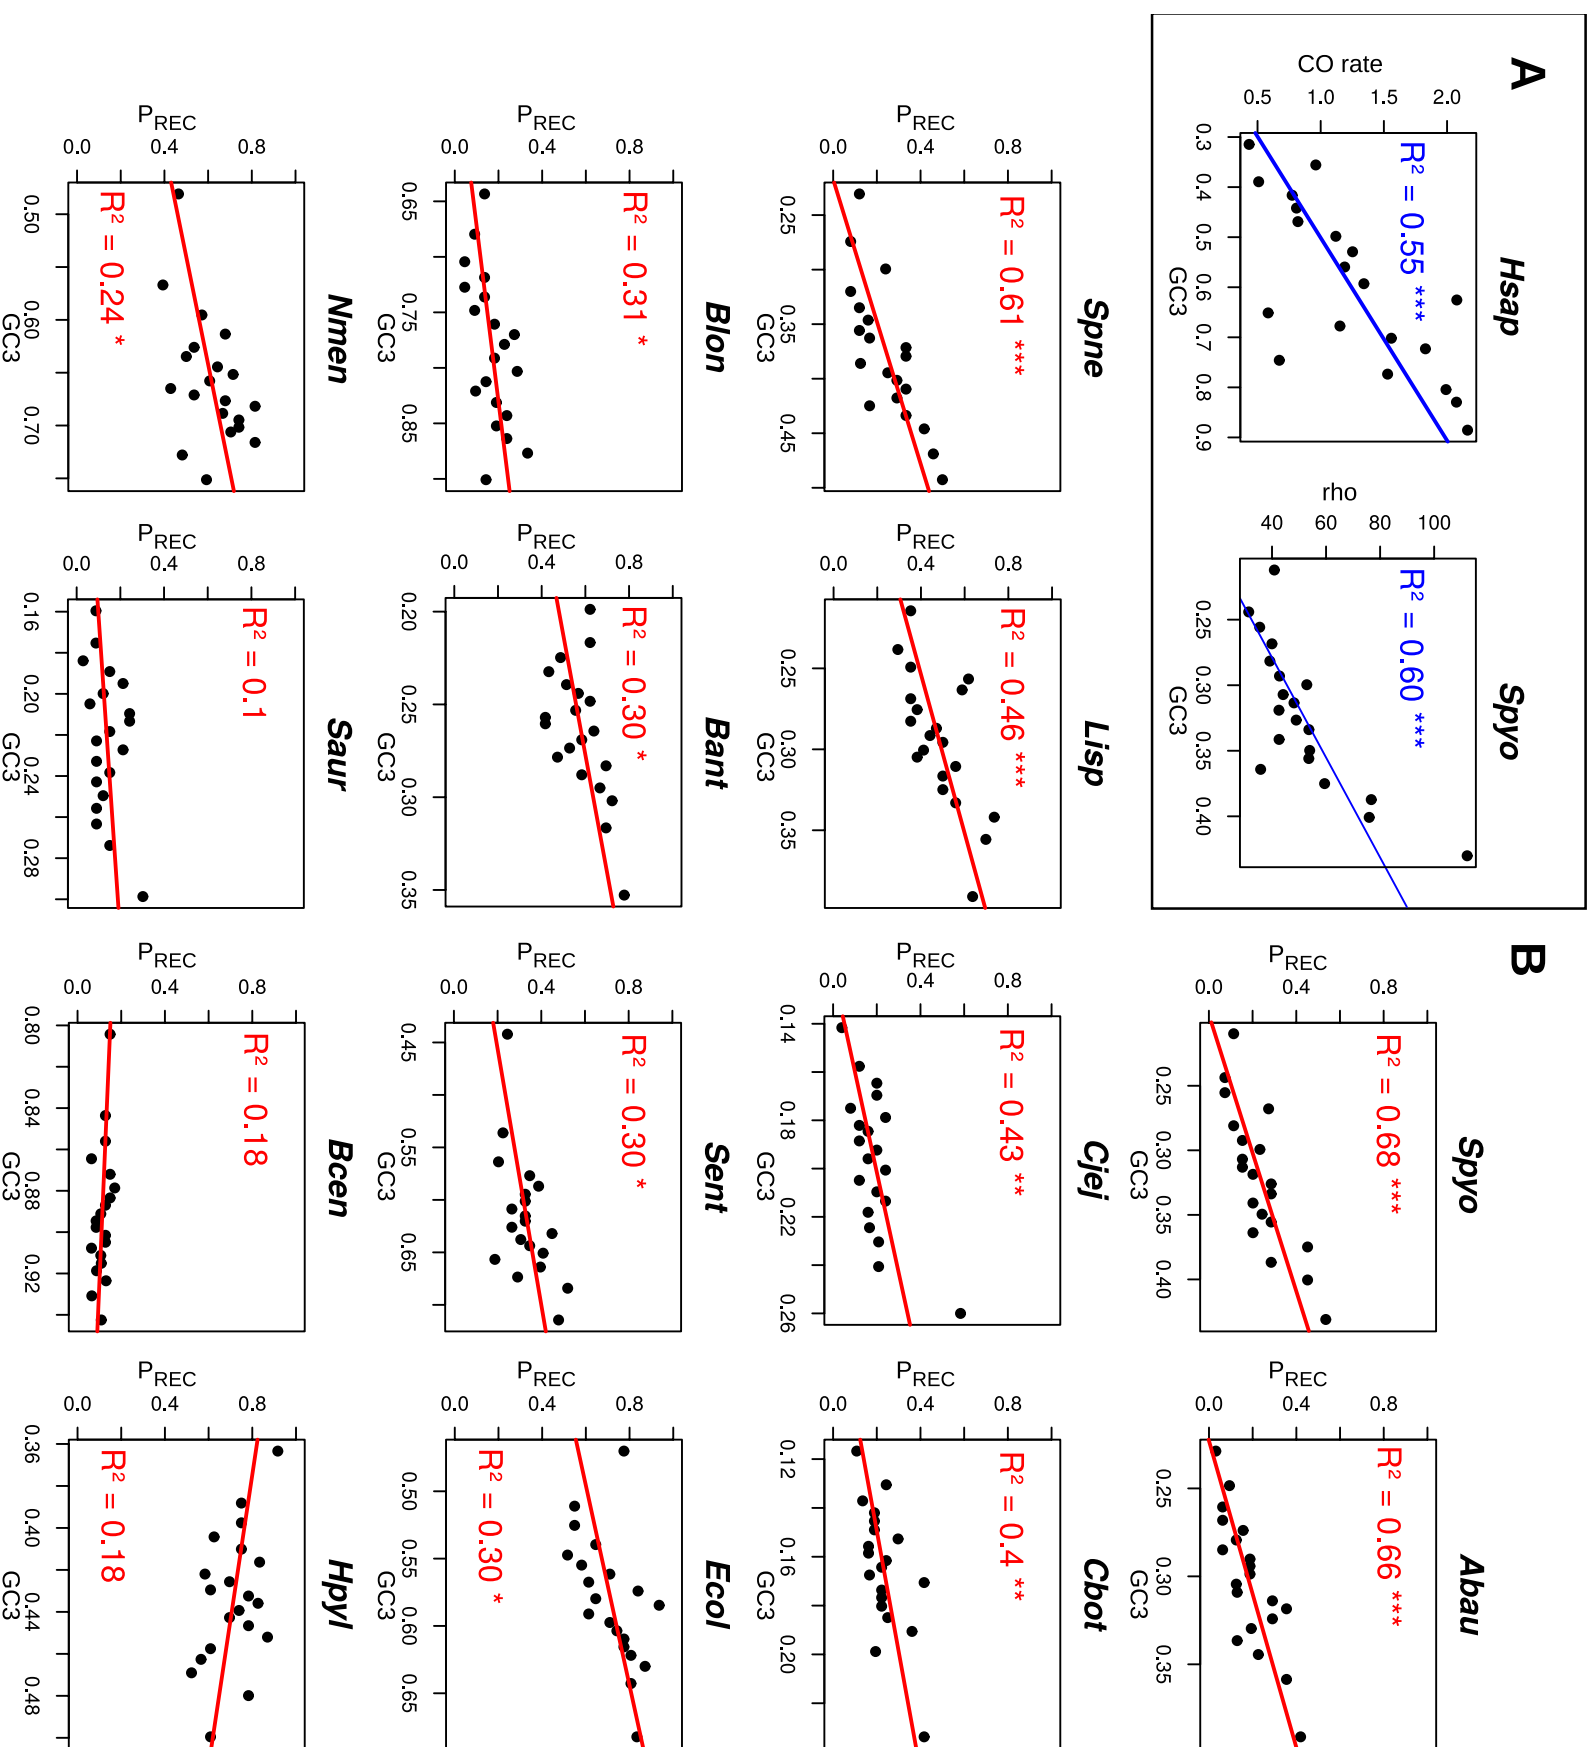 A
Hsap
R² = 0.55 ***
CO rate
0.5 1.0 1.5 2.0
0.3 0.4 0.5 0.6 0.7 0.8 0.9
GC3
Spyo
R² = 0.60 ***
rho
40 60 80 100
0.25 0.30 0.35 0.40
GC3
B
Spyo
R² = 0.68 ***
PREC
0.0 0.4 0.8
0.25 0.30 0.35 0.40
GC3
Abau
R² = 0.66 ***
PREC
0.0 0.4 0.8
0.25 0.30 0.35
GC3
Spne
R² = 0.61 ***
PREC
0.0 0.4 0.8
0.25 0.35 0.45
GC3
Lisp
R² = 0.46 ***
PREC
0.0 0.4 0.8
0.25 0.30 0.35
GC3
Cjej
R² = 0.43 **
PREC
0.0 0.4 0.8
0.14 0.18 0.22 0.26
GC3
Cbot
R² = 0.4 **
PREC
0.0 0.4 0.8
0.12 0.16 0.20
GC3
Blon
R² = 0.31 *
PREC
0.0 0.4 0.8
0.65 0.75 0.85
GC3
Bant
R² = 0.30 *
PREC
0.0 0.4 0.8
0.20 0.25 0.30 0.35
GC3
Sent
R² = 0.30 *
PREC
0.0 0.4 0.8
0.45 0.55 0.65
GC3
Ecol
R² = 0.30 *
PREC
0.0 0.4 0.8
0.50 0.55 0.60 0.65
GC3
Nmen
R² = 0.24 *
PREC
0.0 0.4 0.8
0.50 0.60 0.70
GC3
Saur
R² = 0.1
PREC
0.0 0.4 0.8
0.16 0.20 0.24 0.28
GC3
Bcen
R² = 0.18
PREC
0.0 0.4 0.8
0.80 0.84 0.88 0.92
GC3
Hpyl
R² = 0.18
PREC
0.0 0.4 0.8
0.36 0.40 0.44 0.48
GC3